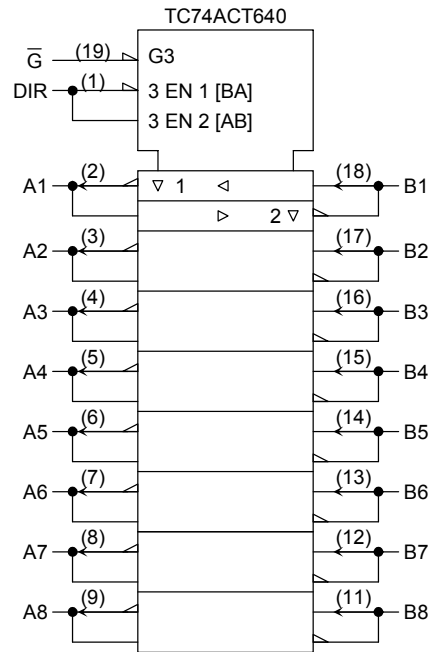 TC74ACT640
G̅ (19) G3
DIR (1) 3 EN 1 [BA]
3 EN 2 [AB]
A1 (2) ▽ 1 ◁ (18) B1
▷ 2 ▽
A2 (3) (17) B2
A3 (4) (16) B3
A4 (5) (15) B4
A5 (6) (14) B5
A6 (7) (13) B6
A7 (8) (12) B7
A8 (9) (11) B8